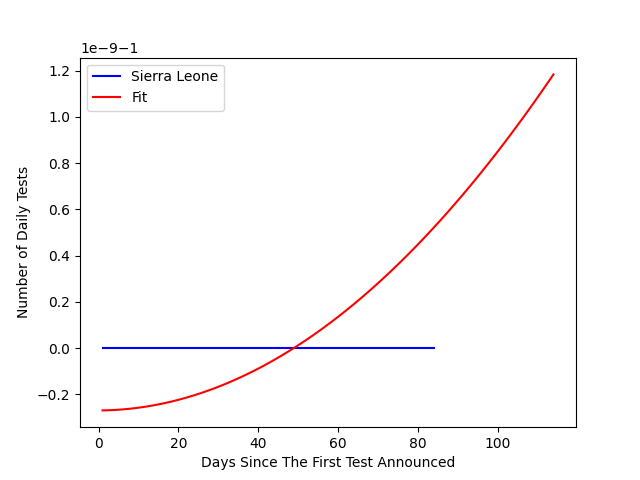 1e−9−1
Sierra Leone
Fit
Number of Daily Tests
1.2
1.0
0.8
0.6
0.4
0.2
0.0
−0.2
0 20 40 60 80 100
Days Since The First Test Announced